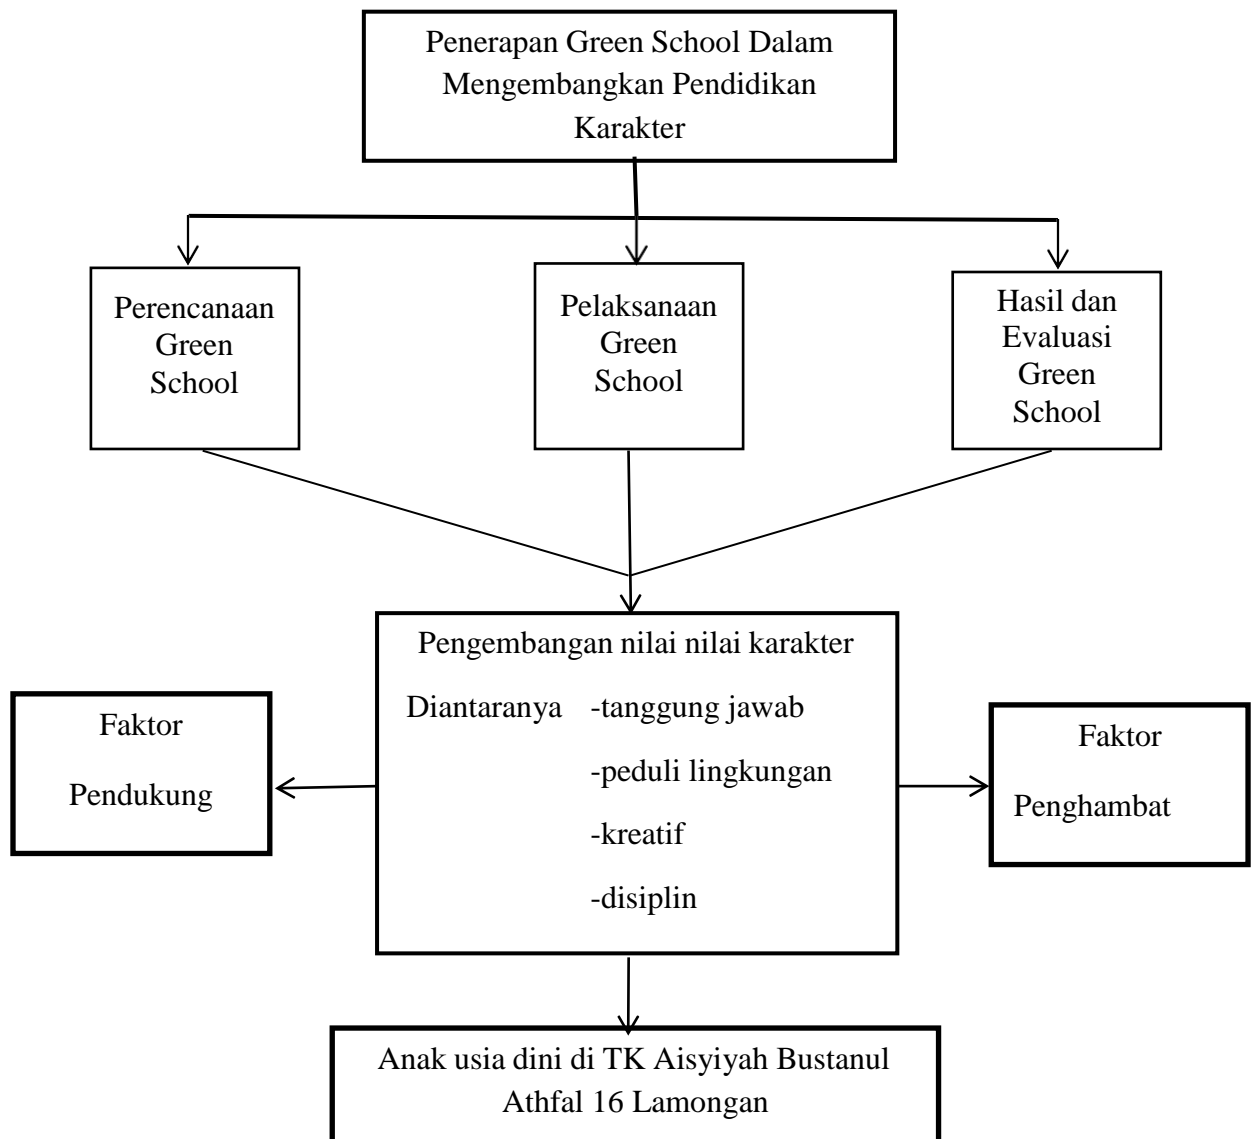 Penerapan Green School Dalam
Mengembangkan Pendidikan
Karakter
Perencanaan
Green
School
Pelaksanaan
Green
School
Hasil dan
Evaluasi
Green
School
Pengembangan nilai nilai karakter
Diantaranya -tanggung jawab
-peduli lingkungan
-kreatif
-disiplin
Faktor
Pendukung
Faktor
Penghambat
Anak usia dini di TK Aisyiyah Bustanul
Athfal 16 Lamongan